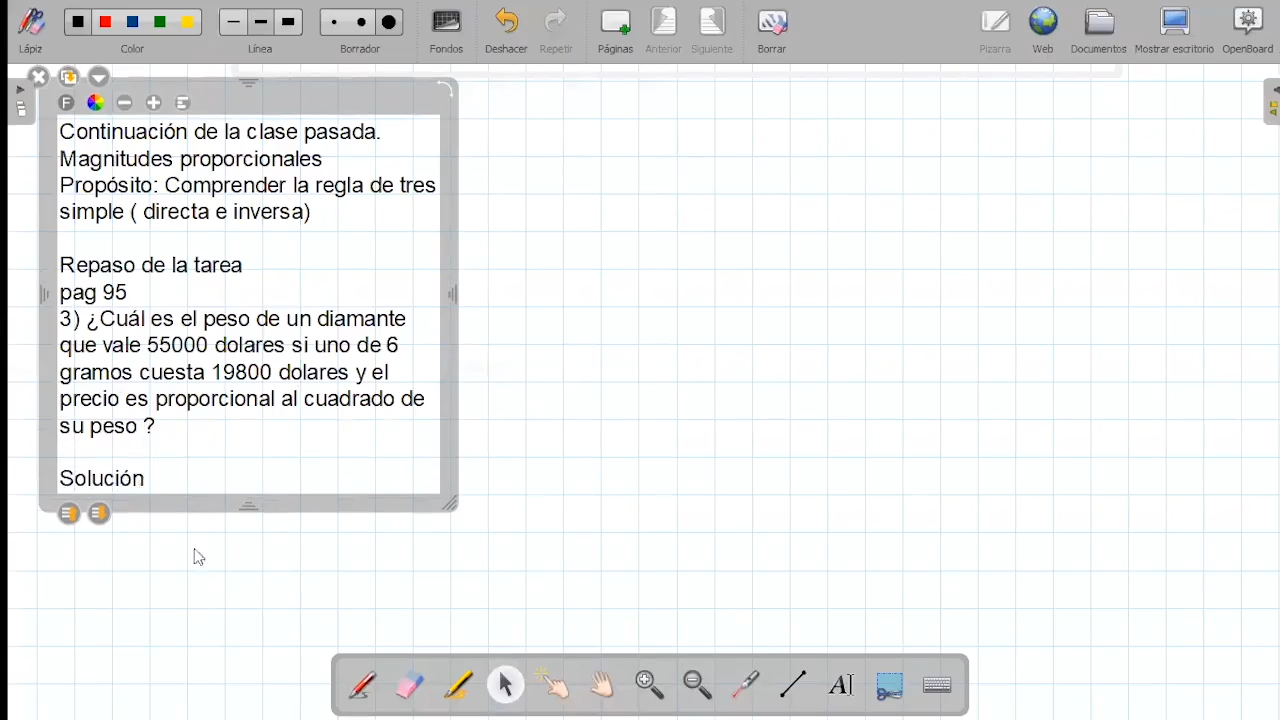 Lápiz
Color
Línea
Borrador
Fondos
Deshacer
Repetir
Páginas
Anterior
Siguiente
Borrar
Pizarra
Web
Documentos
Mostrar escritorio
OpenBoard
F
Continuación de la clase pasada.
Magnitudes proporcionales
Propósito: Comprender la regla de tres
simple ( directa e inversa)
Repaso de la tarea
pag 95
3) ¿Cuál es el peso de un diamante
que vale 55000 dolares si uno de 6
gramos cuesta 19800 dolares y el
precio es proporcional al cuadrado de
su peso ?
Solución
A